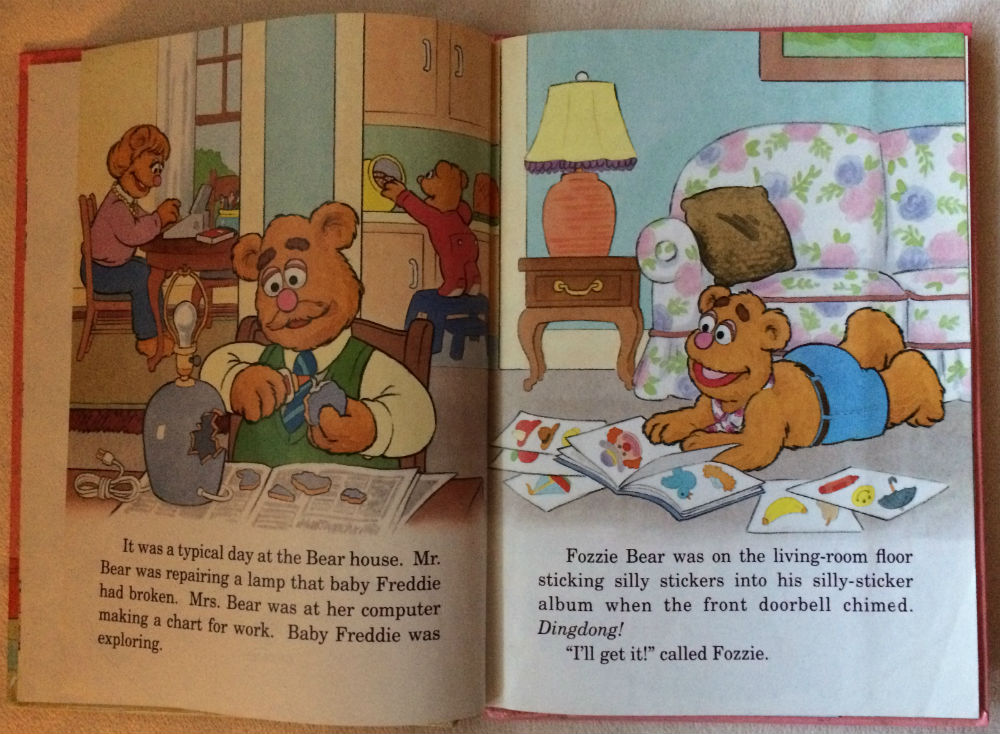 It was a typical day at the Bear house. Mr.
Bear was repairing a lamp that baby Freddie
had broken. Mrs. Bear was at her computer
making a chart for work. Baby Freddie was
exploring.
Fozzie Bear was on the living-room floor
sticking silly stickers into his silly-sticker
album when the front doorbell chimed.
Dingdong!
"I'll get it!" called Fozzie.